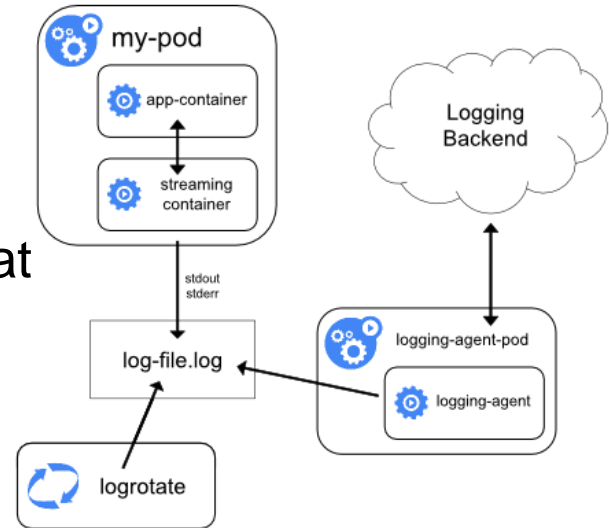 my-pod
app-container
streaming
container
Logging
Backend
at
stdout
stderr
log-file.log
logging-agent-pod
logging-agent
logrotate